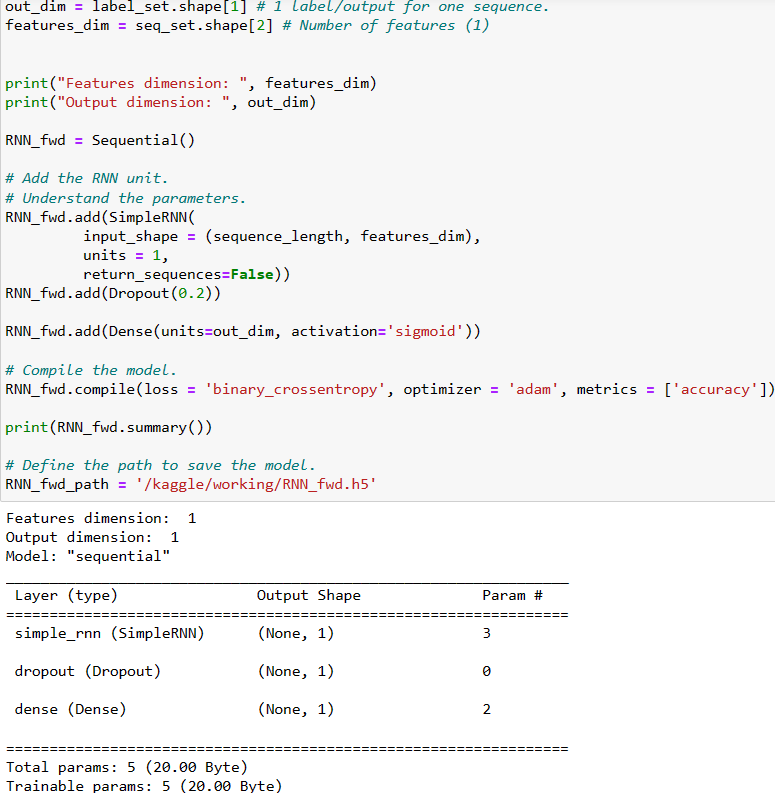 out_dim = label_set.shape[1] # 1 label/output for one sequence.
features_dim = seq_set.shape[2] # Number of features (1)
print("Features dimension: ", features_dim)
print("Output dimension: ", out_dim)
RNN_fwd = Sequential()
# Add the RNN unit.
# Understand the parameters.
RNN_fwd.add(SimpleRNN(
        input_shape = (sequence_length, features_dim),
        units = 1,
        return_sequences=False))
RNN_fwd.add(Dropout(0.2))
RNN_fwd.add(Dense(units=out_dim, activation='sigmoid'))
# Compile the model.
RNN_fwd.compile(loss = 'binary_crossentropy', optimizer = 'adam', metrics = ['accuracy'])
print(RNN_fwd.summary())
# Define the path to save the model.
RNN_fwd_path = '/kaggle/working/RNN_fwd.h5'
Features dimension:  1
Output dimension:  1
Model: "sequential"
_________________________________________________________________
 Layer (type)                Output Shape              Param #
=================================================================
 simple_rnn (SimpleRNN)      (None, 1)                 3
 dropout (Dropout)           (None, 1)                 0
 dense (Dense)               (None, 1)                 2
=================================================================
Total params: 5 (20.00 Byte)
Trainable params: 5 (20.00 Byte)